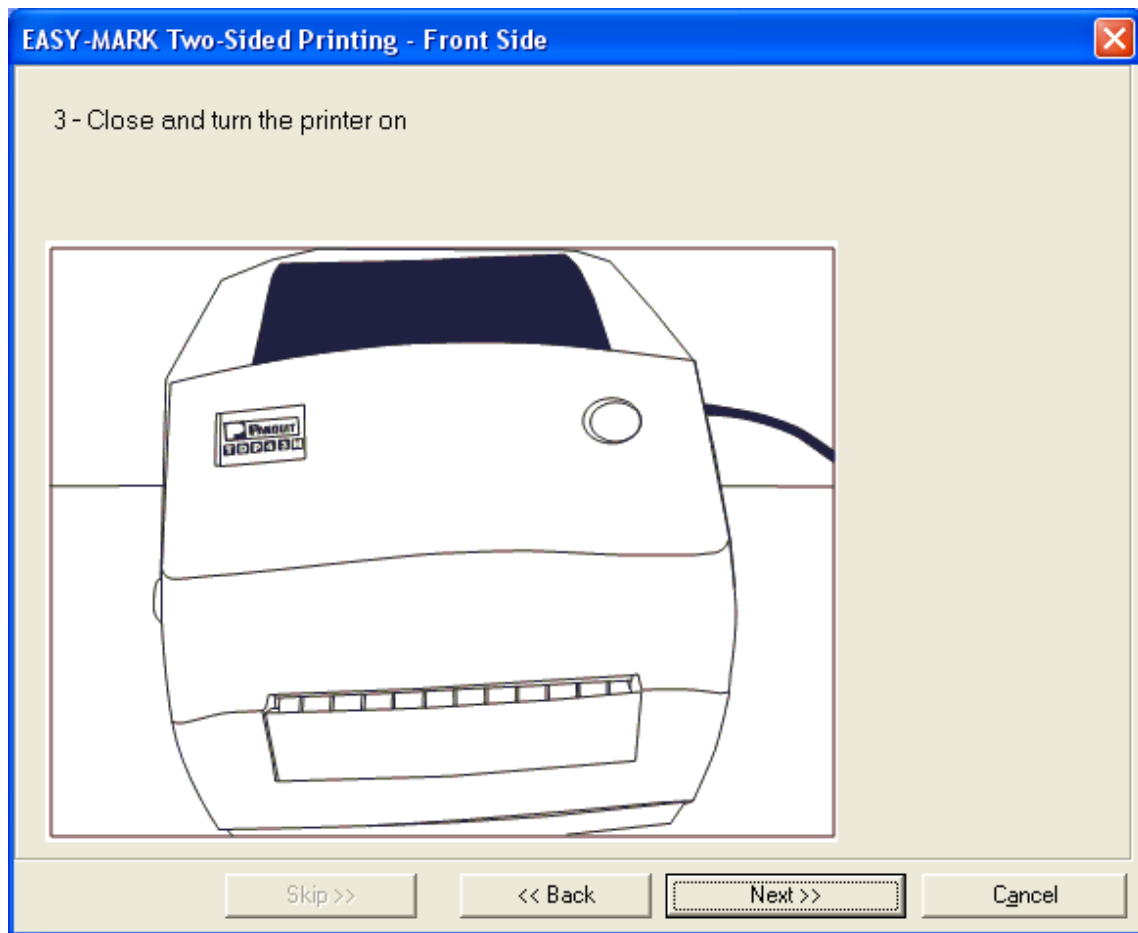 EASY-MARK Two-Sided Printing - Front Side
3 - Close and turn the printer on
PANDUIT
TDP43H
Skip >>
<< Back
Next >>
Cancel